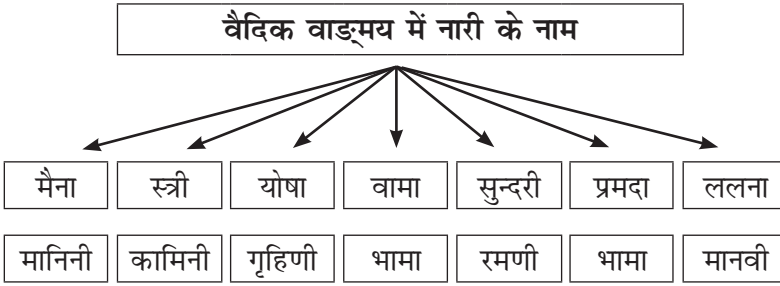 वैदिक वाङ्मय में नारी के नाम
मैना स्त्री योषा वामा सुन्दरी प्रमदा ललना
मानिनी कामिनी गृहिणी भामा रमणी भामा मानवी